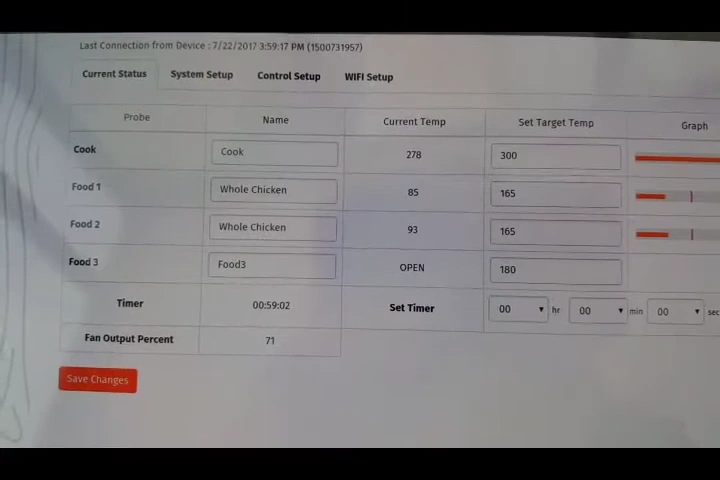 Last Connection from Device : 7/22/2017 3:59:17 PM (1500731957)
Current Status System Setup Control Setup WIFI Setup
Probe Name Current Temp Set Target Temp Graph
Cook Cook 278 300
Food 1 Whole Chicken 85 165
Food 2 Whole Chicken 93 165
Food 3 Food3 OPEN 180
Timer 00:59:02 Set Timer 00 hr 00 min 00 sec
Fan Output Percent 71
Save Changes